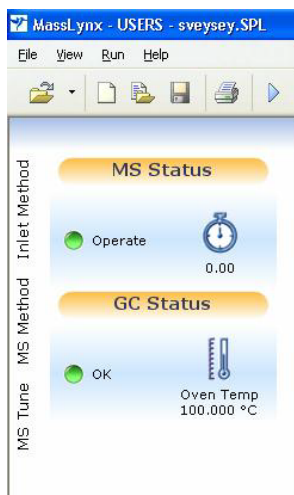 MassLynx - USERS - sveysey.SPL
File View Run Help
Inlet Method
MS Method
MS Tune
MS Status
Operate
0.00
GC Status
OK
Oven Temp
100.000 °C